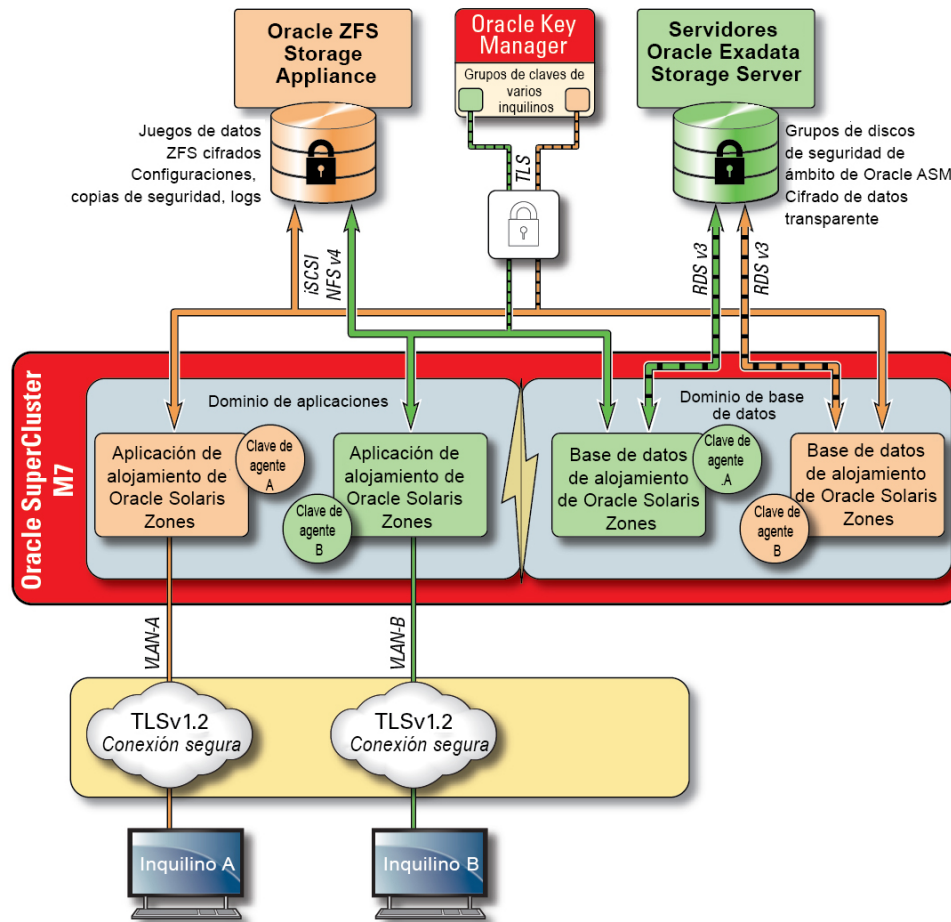 Oracle ZFS
Storage
Appliance
Oracle Key
Manager
Grupos de claves de
varios
inquilinos
Servidores
Oracle Exadata
Storage Server
Juegos de datos
ZFS cifrados
Configuraciones,
copias de seguridad, logs
TLS
Grupos de discos
de seguridad de
ámbito de Oracle ASM
Cifrado de datos
transparente
iSCSI
NFS v4
RDS v3
RDS v3
Oracle SuperCluster
M7
Dominio de aplicaciones
Dominio de base
de datos
Aplicación de
alojamiento de
Oracle Solaris
Zones
Clave de
agente
A
Aplicación de
alojamiento de
Oracle Solaris
Zones
Clave de
agente
B
Base de datos
de alojamiento
de Oracle Solaris
Zones
Clave de
agente
.A
Base de datos
de alojamiento
de Oracle Solaris
Zones
Clave de
agente
B
VLAN-A
VLAN-B
TLSv1.2
Conexión segura
TLSv1.2
Conexión segura
Inquilino A
Inquilino B